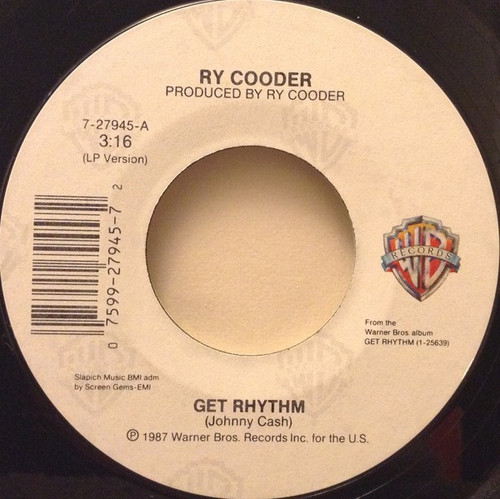 RY COODER
PRODUCED BY RY COODER
7-27945-A
3:16
(LP Version)
0 7599-27945-7 2
WB
RECORDS
From the
Warner Bros. album
GET RHYTHM (1-25639)
Slapich Music BMI adm
by Screen Gems-EMI
GET RHYTHM
(Johnny Cash)
℗ 1987 Warner Bros. Records Inc. for the U.S.